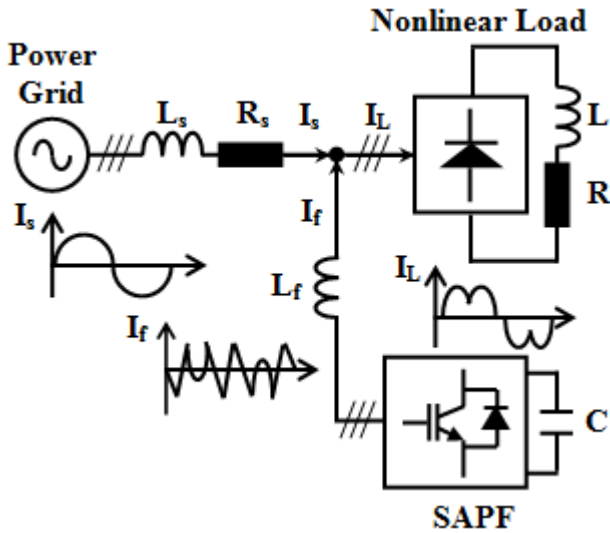 Nonlinear Load
Power
Grid
Ls
Rs
Is
IL
L
R
If
Is
Lf
IL
If
C
SAPF